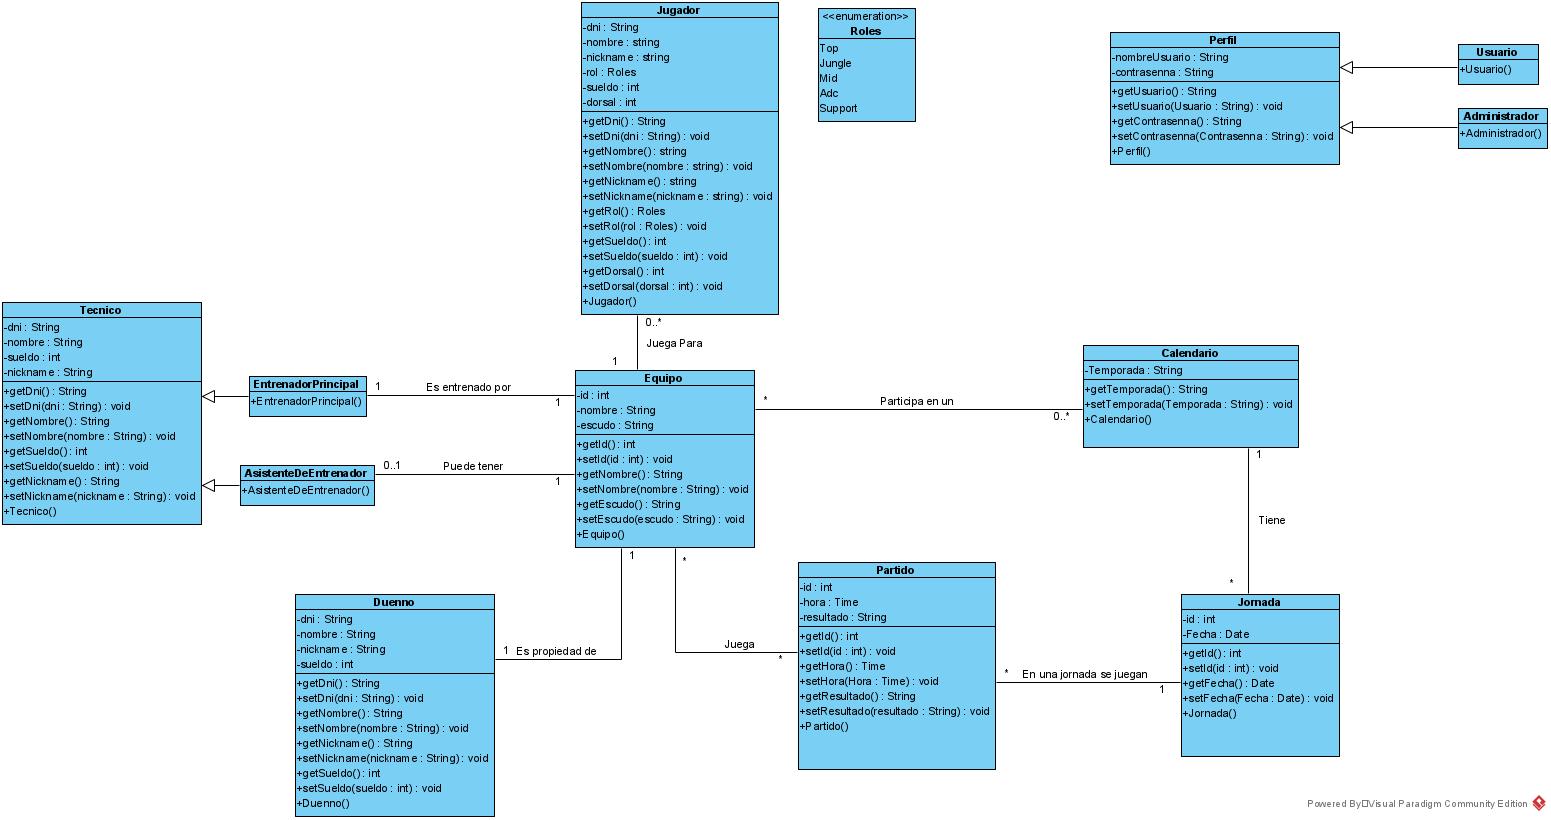 Jugador
-dni : String
-nombre : string
-nickname : string
-rol : Roles
-sueldo : int
-dorsal : int
+getDni() : String
+setDni(dni : String) : void
+getNombre() : string
+setNombre(nombre : string) : void
+getNickname() : string
+setNickname(nickname : string) : void
+getRol() : Roles
+setRol(rol : Roles) : void
+getSueldo() : int
+setSueldo(sueldo : int) : void
+getDorsal() : int
+setDorsal(dorsal : int) : void
+Jugador()
<<enumeration>>
Roles
Top
Jungle
Mid
Adc
Support
Perfil
-nombreUsuario : String
-contrasenna : String
+getUsuario() : String
+setUsuario(Usuario : String) : void
+getContrasenna() : String
+setContrasenna(Contrasenna : String) : void
+Perfil()
Usuario
+Usuario()
Administrador
+Administrador()
0..*
Juega Para
1
Tecnico
-dni : String
-nombre : String
-sueldo : int
-nickname : String
+getDni() : String
+setDni(dni : String) : void
+getNombre() : String
+setNombre(nombre : String) : void
+getSueldo() : int
+setSueldo(sueldo : int) : void
+getNickname() : String
+setNickname(nickname : String) : void
+Tecnico()
EntrenadorPrincipal
+EntrenadorPrincipal()
1
Es entrenado por
1
AsistenteDeEntrenador
+AsistenteDeEntrenador()
0..1
Puede tener
1
Equipo
-id : int
-nombre : String
-escudo : String
+getId() : int
+setId(id : int) : void
+getNombre() : String
+setNombre(nombre : String) : void
+getEscudo() : String
+setEscudo(escudo : String) : void
+Equipo()
*
Participa en un
0..*
Calendario
-Temporada : String
+getTemporada() : String
+setTemporada(Temporada : String) : void
+Calendario()
1
Tiene
*
Duenno
-dni : String
-nombre : String
-nickname : String
-sueldo : int
+getDni() : String
+setDni(dni : String) : void
+getNombre() : String
+setNombre(nombre : String) : void
+getNickname() : String
+setNickname(nickname : String) : void
+getSueldo() : int
+setSueldo(sueldo : int) : void
+Duenno()
1
Es propiedad de
1
*
Juega
*
Partido
-id : int
-hora : Time
-resultado : String
+getId() : int
+setId(id : int) : void
+getHora() : Time
+setHora(Hora : Time) : void
+getResultado() : String
+setResultado(resultado : String) : void
+Partido()
*
En una jornada se juegan
1
Jornada
-id : int
-Fecha : Date
+getId() : int
+setId(id : int) : void
+getFecha() : Date
+setFecha(Fecha : Date) : void
+Jornada()
Powered By□Visual Paradigm Community Edition